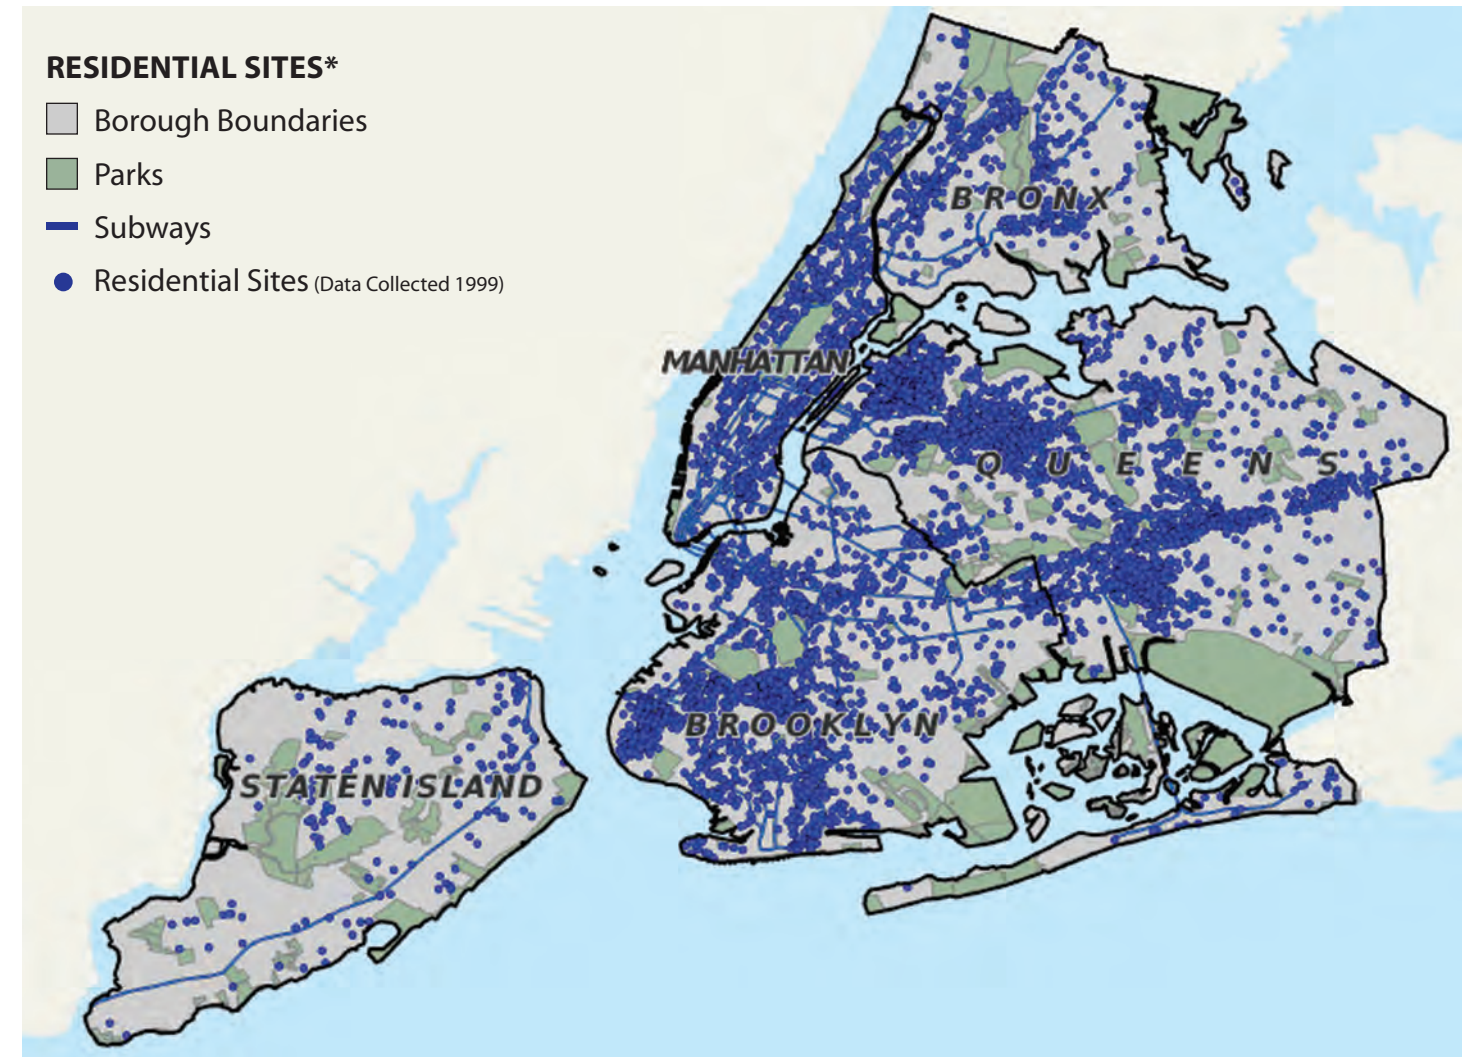 RESIDENTIAL SITES*
Borough Boundaries
Parks
Subways
Residential Sites (Data Collected 1999)
BRONX
MANHATTAN
QUEENS
BROOKLYN
STATEN ISLAND